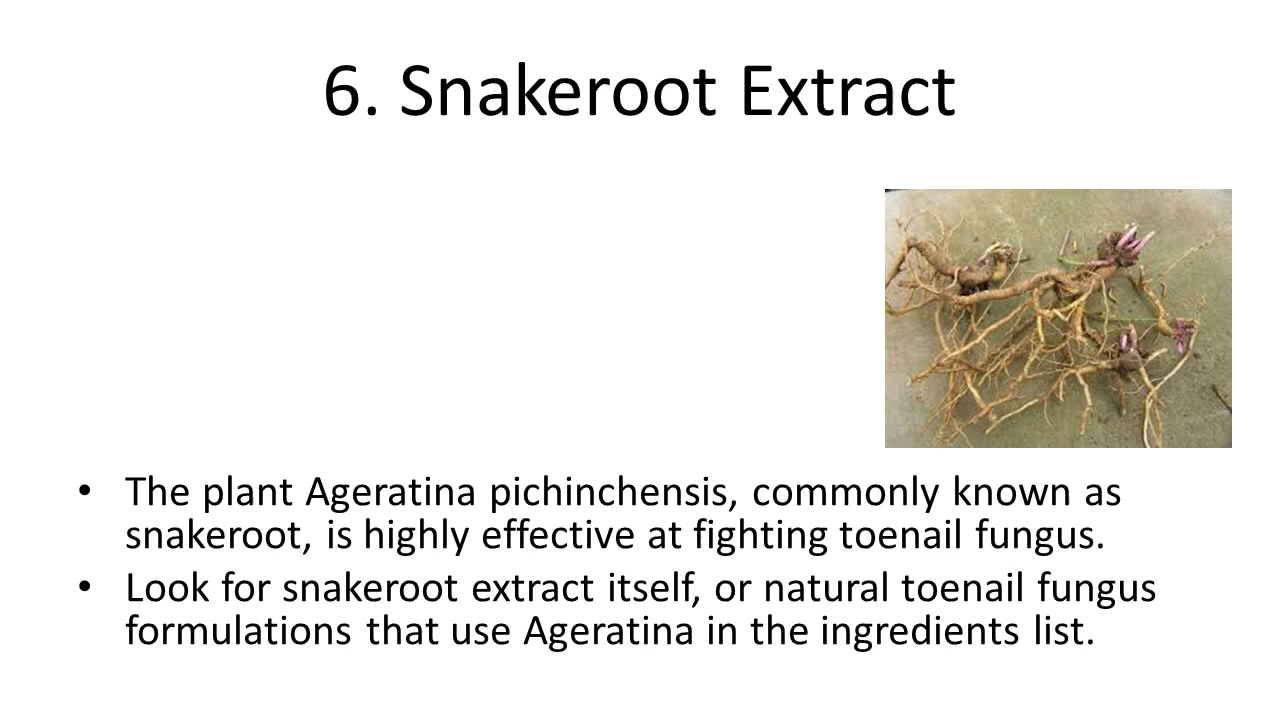 6. Snakeroot Extract
• The plant Ageratina pichinchensis, commonly known as
snakeroot, is highly effective at fighting toenail fungus.
• Look for snakeroot extract itself, or natural toenail fungus
formulations that use Ageratina in the ingredients list.